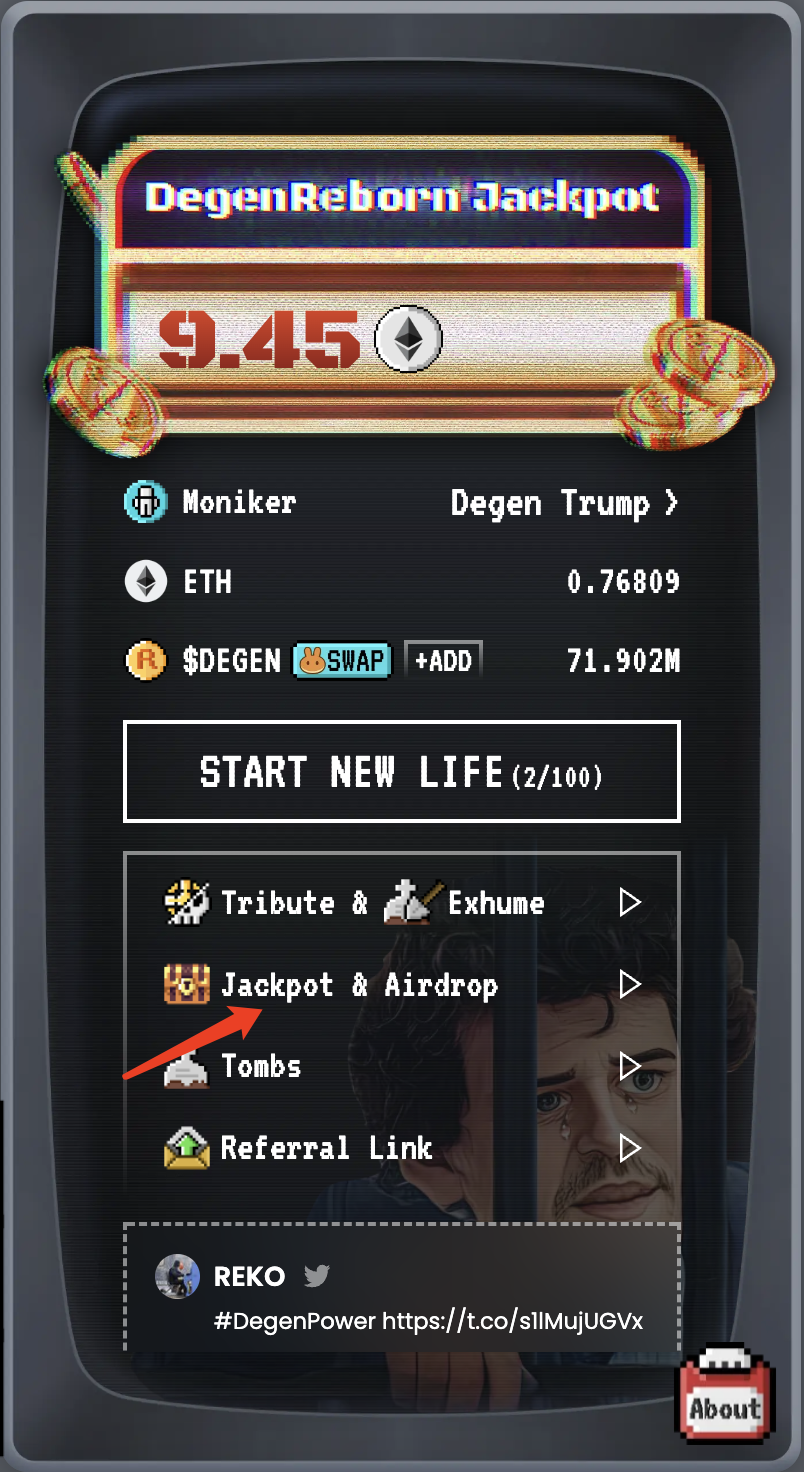 DegenReborn Jackpot
9.45
Moniker Degen Trump >
ETH 0.76809
R $DEGEN SWAP +ADD 71.902M
START NEW LIFE (2/100)
Tribute & Exhume
Jackpot & Airdrop
Tombs
Referral Link
REKO
#DegenPower https://t.co/s1lMujUGVx
About